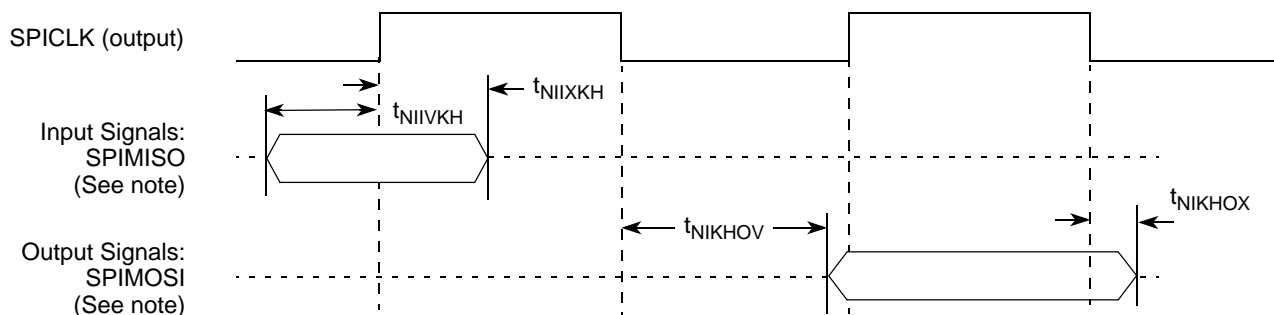 SPICLK (output)
tNIIXKH
tNIIVKH
Input Signals:
SPIMISO
(See note)
tNIKHOX
tNIKHOV
Output Signals:
SPIMOSI
(See note)